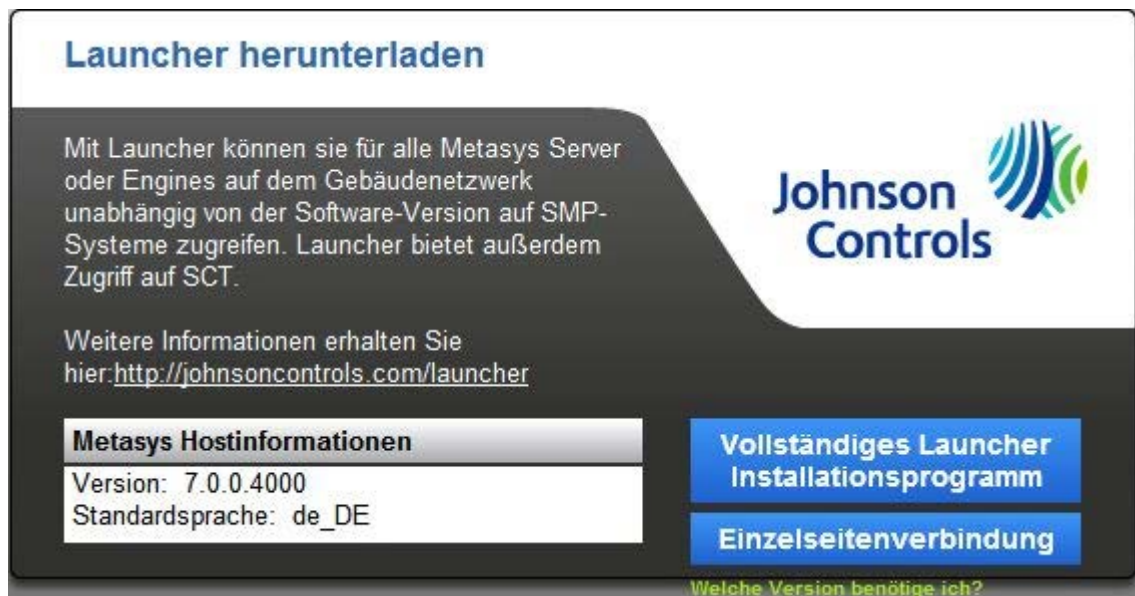 Launcher herunterladen
Mit Launcher können sie für alle Metasys Server
oder Engines auf dem Gebäudenetzwerk
unabhängig von der Software-Version auf SMP-
Systeme zugreifen. Launcher bietet außerdem
Zugriff auf SCT.
Weitere Informationen erhalten Sie
hier:http://johnsoncontrols.com/launcher
Johnson
Controls
Metasys Hostinformationen
Version: 7.0.0.4000
Standardsprache: de_DE
Vollständiges Launcher
Installationsprogramm
Einzelseitenverbindung
Welche Version benötige ich?